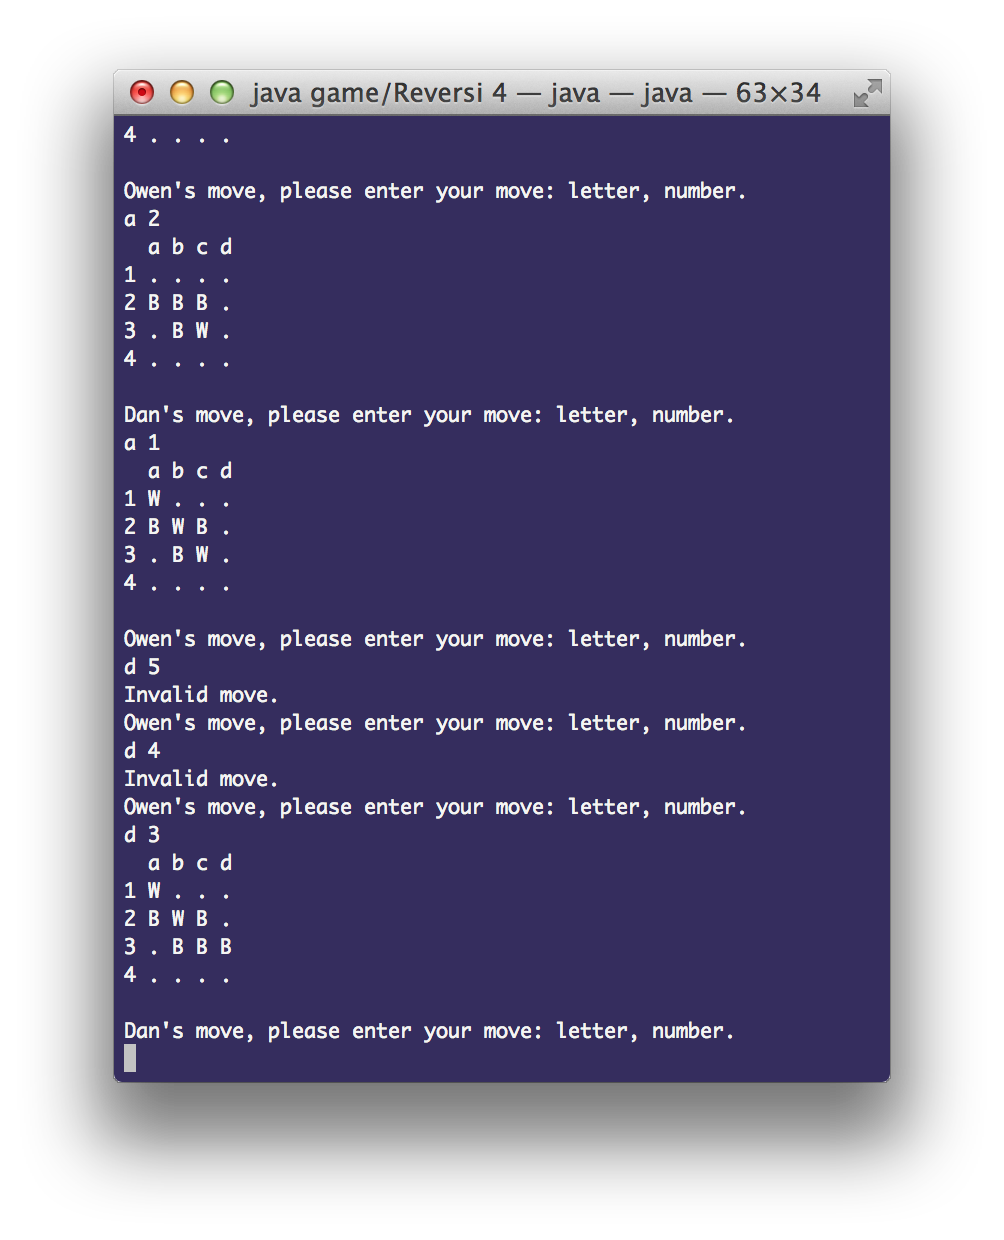 java game/Reversi 4 — java — java — 63×34
4 . . . .
Owen's move, please enter your move: letter, number.
a 2
  a b c d
1 . . . .
2 B B B .
3 . B W .
4 . . . .
Dan's move, please enter your move: letter, number.
a 1
  a b c d
1 W . . .
2 B W B .
3 . B W .
4 . . . .
Owen's move, please enter your move: letter, number.
d 5
Invalid move.
Owen's move, please enter your move: letter, number.
d 4
Invalid move.
Owen's move, please enter your move: letter, number.
d 3
  a b c d
1 W . . .
2 B W B .
3 . B B B
4 . . . .
Dan's move, please enter your move: letter, number.